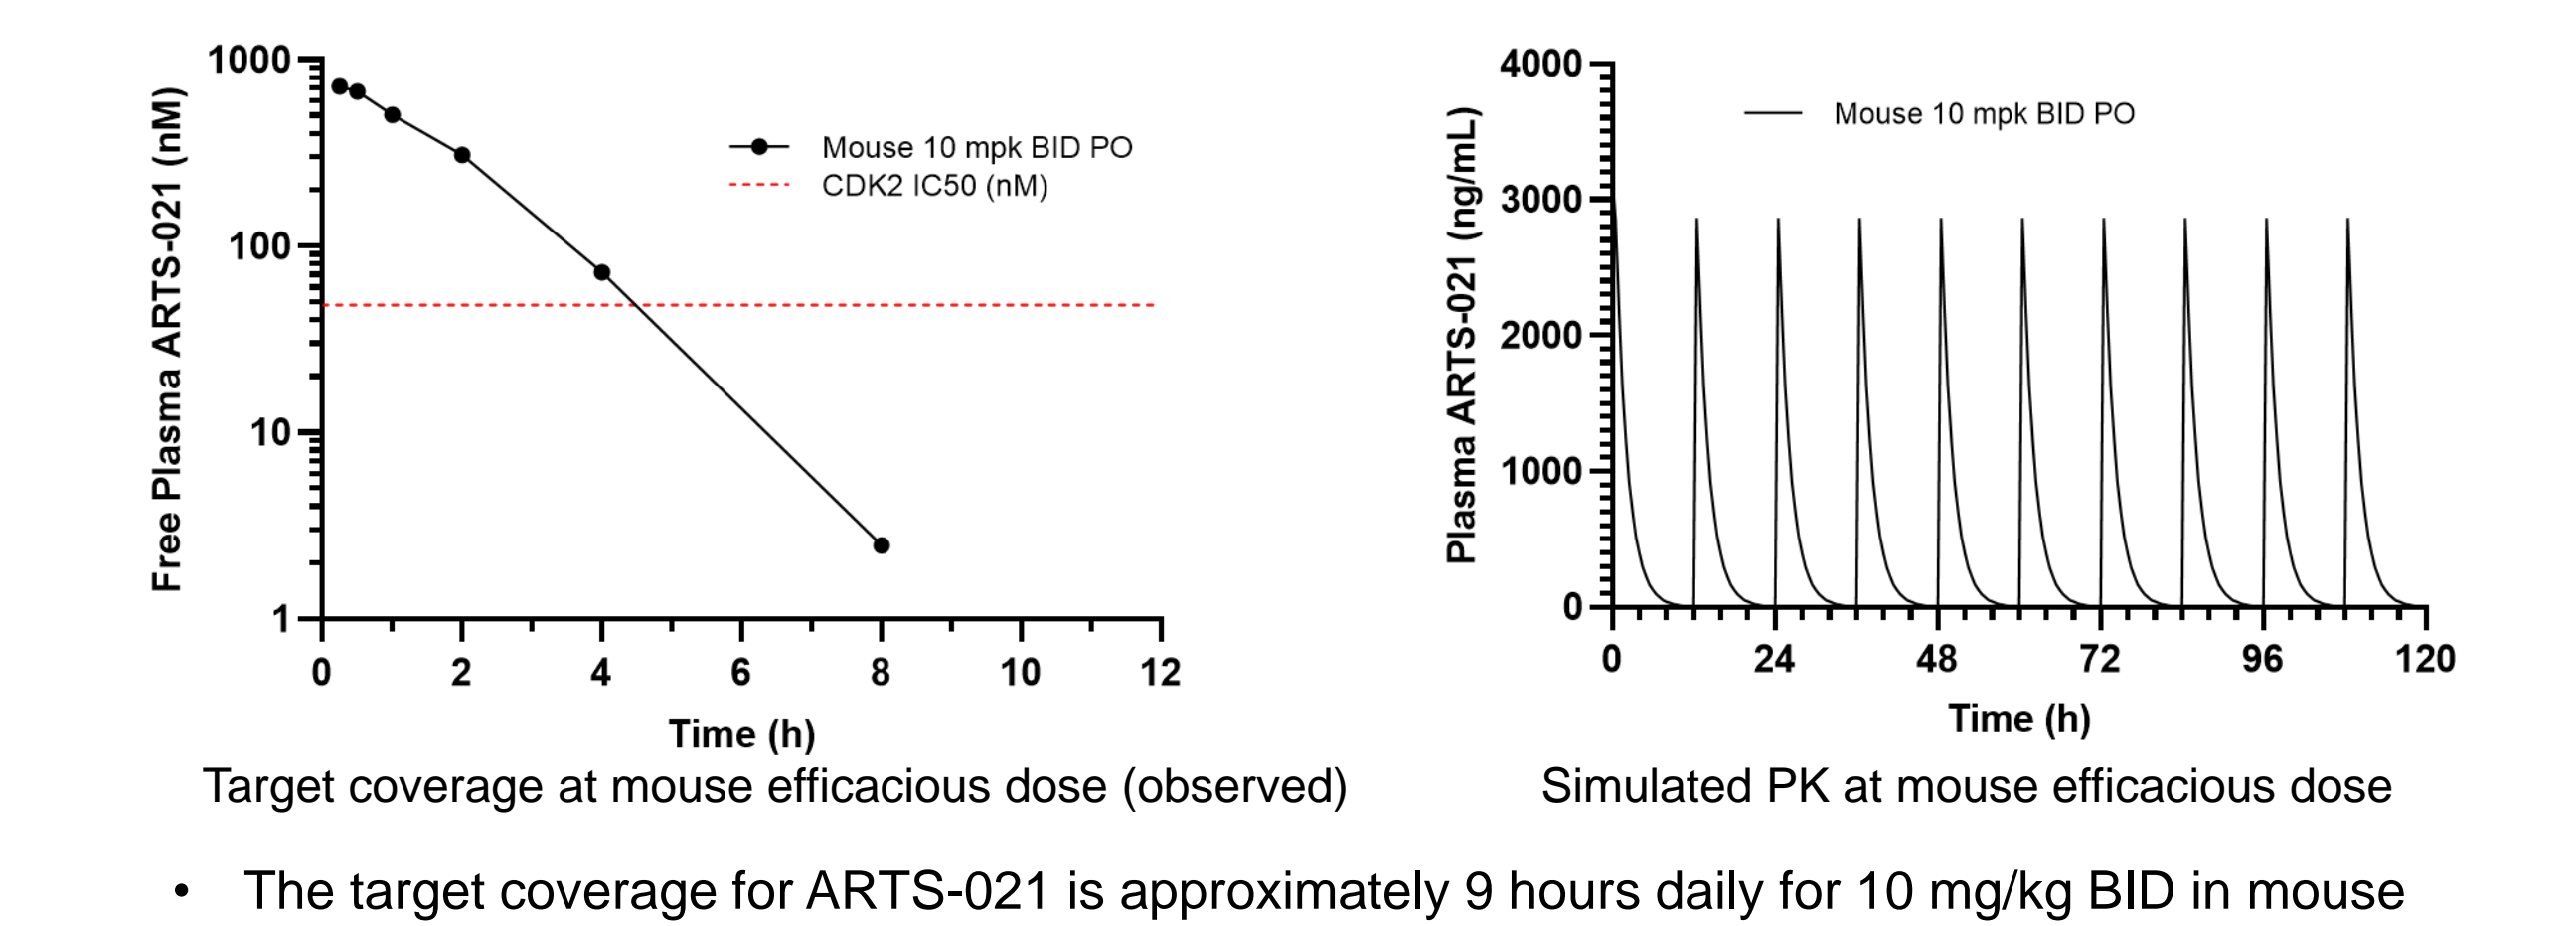 1000
100
10
1
Free Plasma ARTS-021 (nM)
Mouse 10 mpk BID PO
CDK2 IC50 (nM)
0 2 4 6 8 10 12
Time (h)
Target coverage at mouse efficacious dose (observed)
4000
3000
2000
1000
0
Plasma ARTS-021 (ng/mL)
Mouse 10 mpk BID PO
0 24 48 72 96 120
Time (h)
Simulated PK at mouse efficacious dose
• The target coverage for ARTS-021 is approximately 9 hours daily for 10 mg/kg BID in mouse